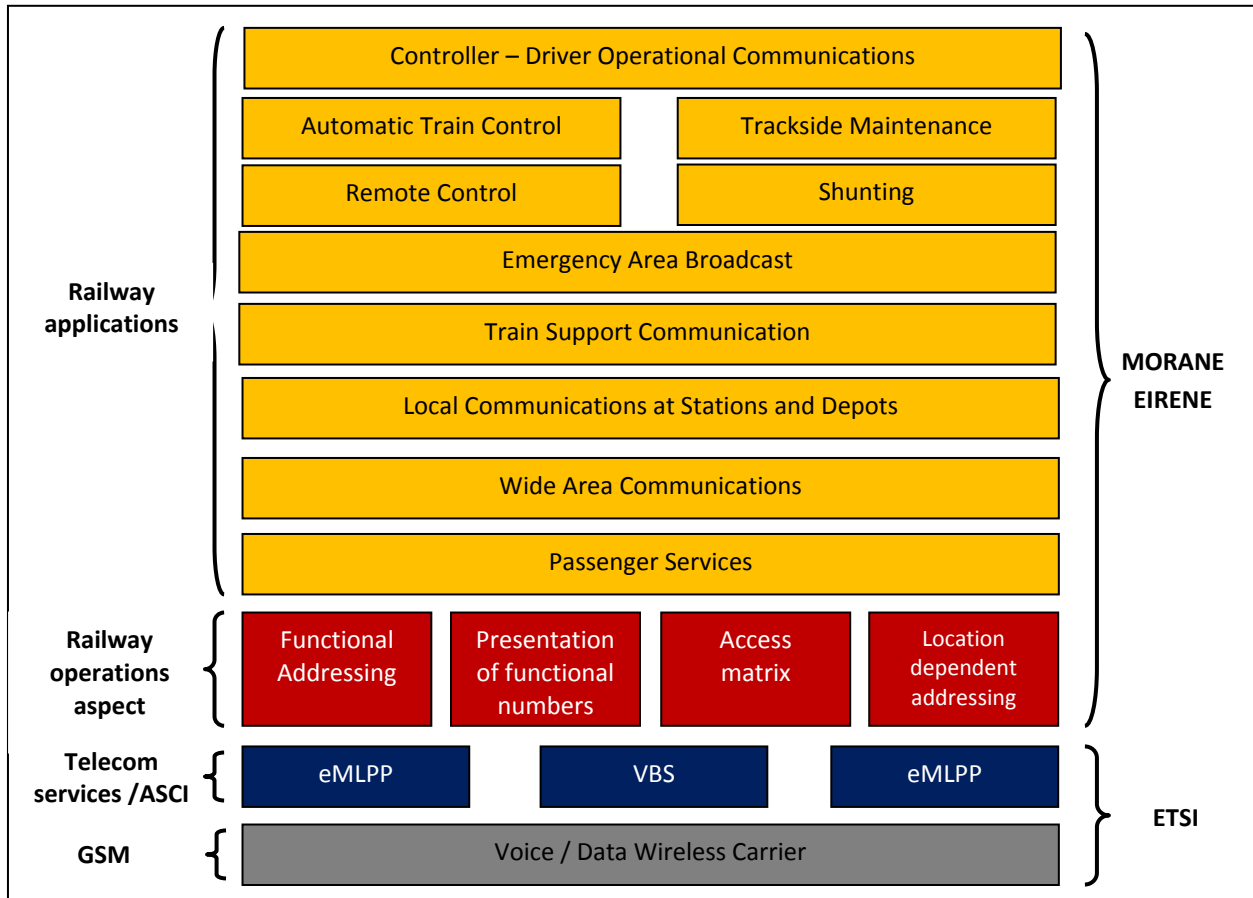 Controller – Driver Operational Communications
Automatic Train Control
Trackside Maintenance
Remote Control
Shunting
Emergency Area Broadcast
Railway
applications
Train Support Communication
MORANE
EIRENE
Local Communications at Stations and Depots
Wide Area Communications
Passenger Services
Railway
operations
aspect
Functional
Addressing
Presentation
of functional
numbers
Access
matrix
Location
dependent
addressing
Telecom
services /ASCI
eMLPP
VBS
eMLPP
ETSI
GSM
Voice / Data Wireless Carrier